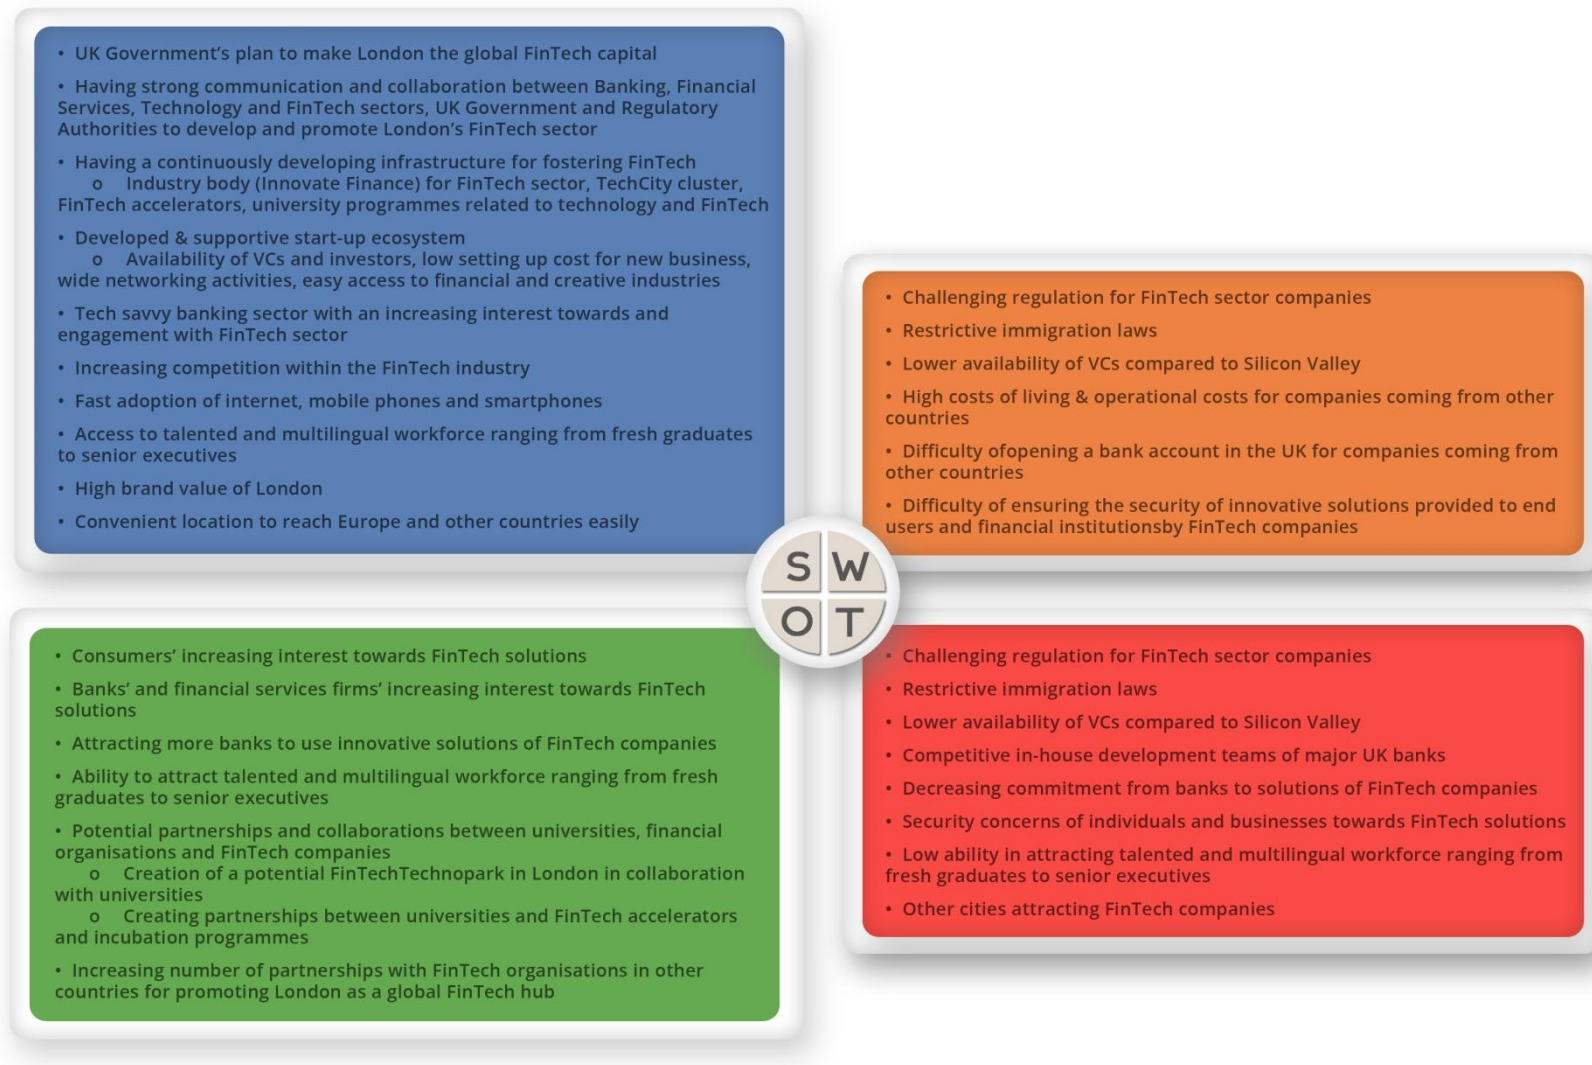 • UK Government's plan to make London the global FinTech capital
• Having strong communication and collaboration between Banking, Financial
Services, Technology and FinTech sectors, UK Government and Regulatory
Authorities to develop and promote London's FinTech sector
• Having a continuously developing infrastructure for fostering FinTech
o Industry body (Innovate Finance) for FinTech sector, TechCity cluster,
FinTech accelerators, university programmes related to technology and FinTech
• Developed & supportive start-up ecosystem
o Availability of VCs and investors, low setting up cost for new business,
wide networking activities, easy access to financial and creative industries
• Tech savvy banking sector with an increasing interest towards and
engagement with FinTech sector
• Increasing competition within the FinTech industry
• Fast adoption of internet, mobile phones and smartphones
• Access to talented and multilingual workforce ranging from fresh graduates
to senior executives
• High brand value of London
• Convenient location to reach Europe and other countries easily
• Challenging regulation for FinTech sector companies
• Restrictive immigration laws
• Lower availability of VCs compared to Silicon Valley
• High costs of living & operational costs for companies coming from other
countries
• Difficulty ofopening a bank account in the UK for companies coming from
other countries
• Difficulty of ensuring the security of innovative solutions provided to end
users and financial institutionsby FinTech companies
S W
O T
• Consumers' increasing interest towards FinTech solutions
• Banks' and financial services firms' increasing interest towards FinTech
solutions
• Attracting more banks to use innovative solutions of FinTech companies
• Ability to attract talented and multilingual workforce ranging from fresh
graduates to senior executives
• Potential partnerships and collaborations between universities, financial
organisations and FinTech companies
o Creation of a potential FinTechTechnopark in London in collaboration
with universities
o Creating partnerships between universities and FinTech accelerators
and incubation programmes
• Increasing number of partnerships with FinTech organisations in other
countries for promoting London as a global FinTech hub
• Challenging regulation for FinTech sector companies
• Restrictive immigration laws
• Lower availability of VCs compared to Silicon Valley
• Competitive in-house development teams of major UK banks
• Decreasing commitment from banks to solutions of FinTech companies
• Security concerns of individuals and businesses towards FinTech solutions
• Low ability in attracting talented and multilingual workforce ranging from
fresh graduates to senior executives
• Other cities attracting FinTech companies